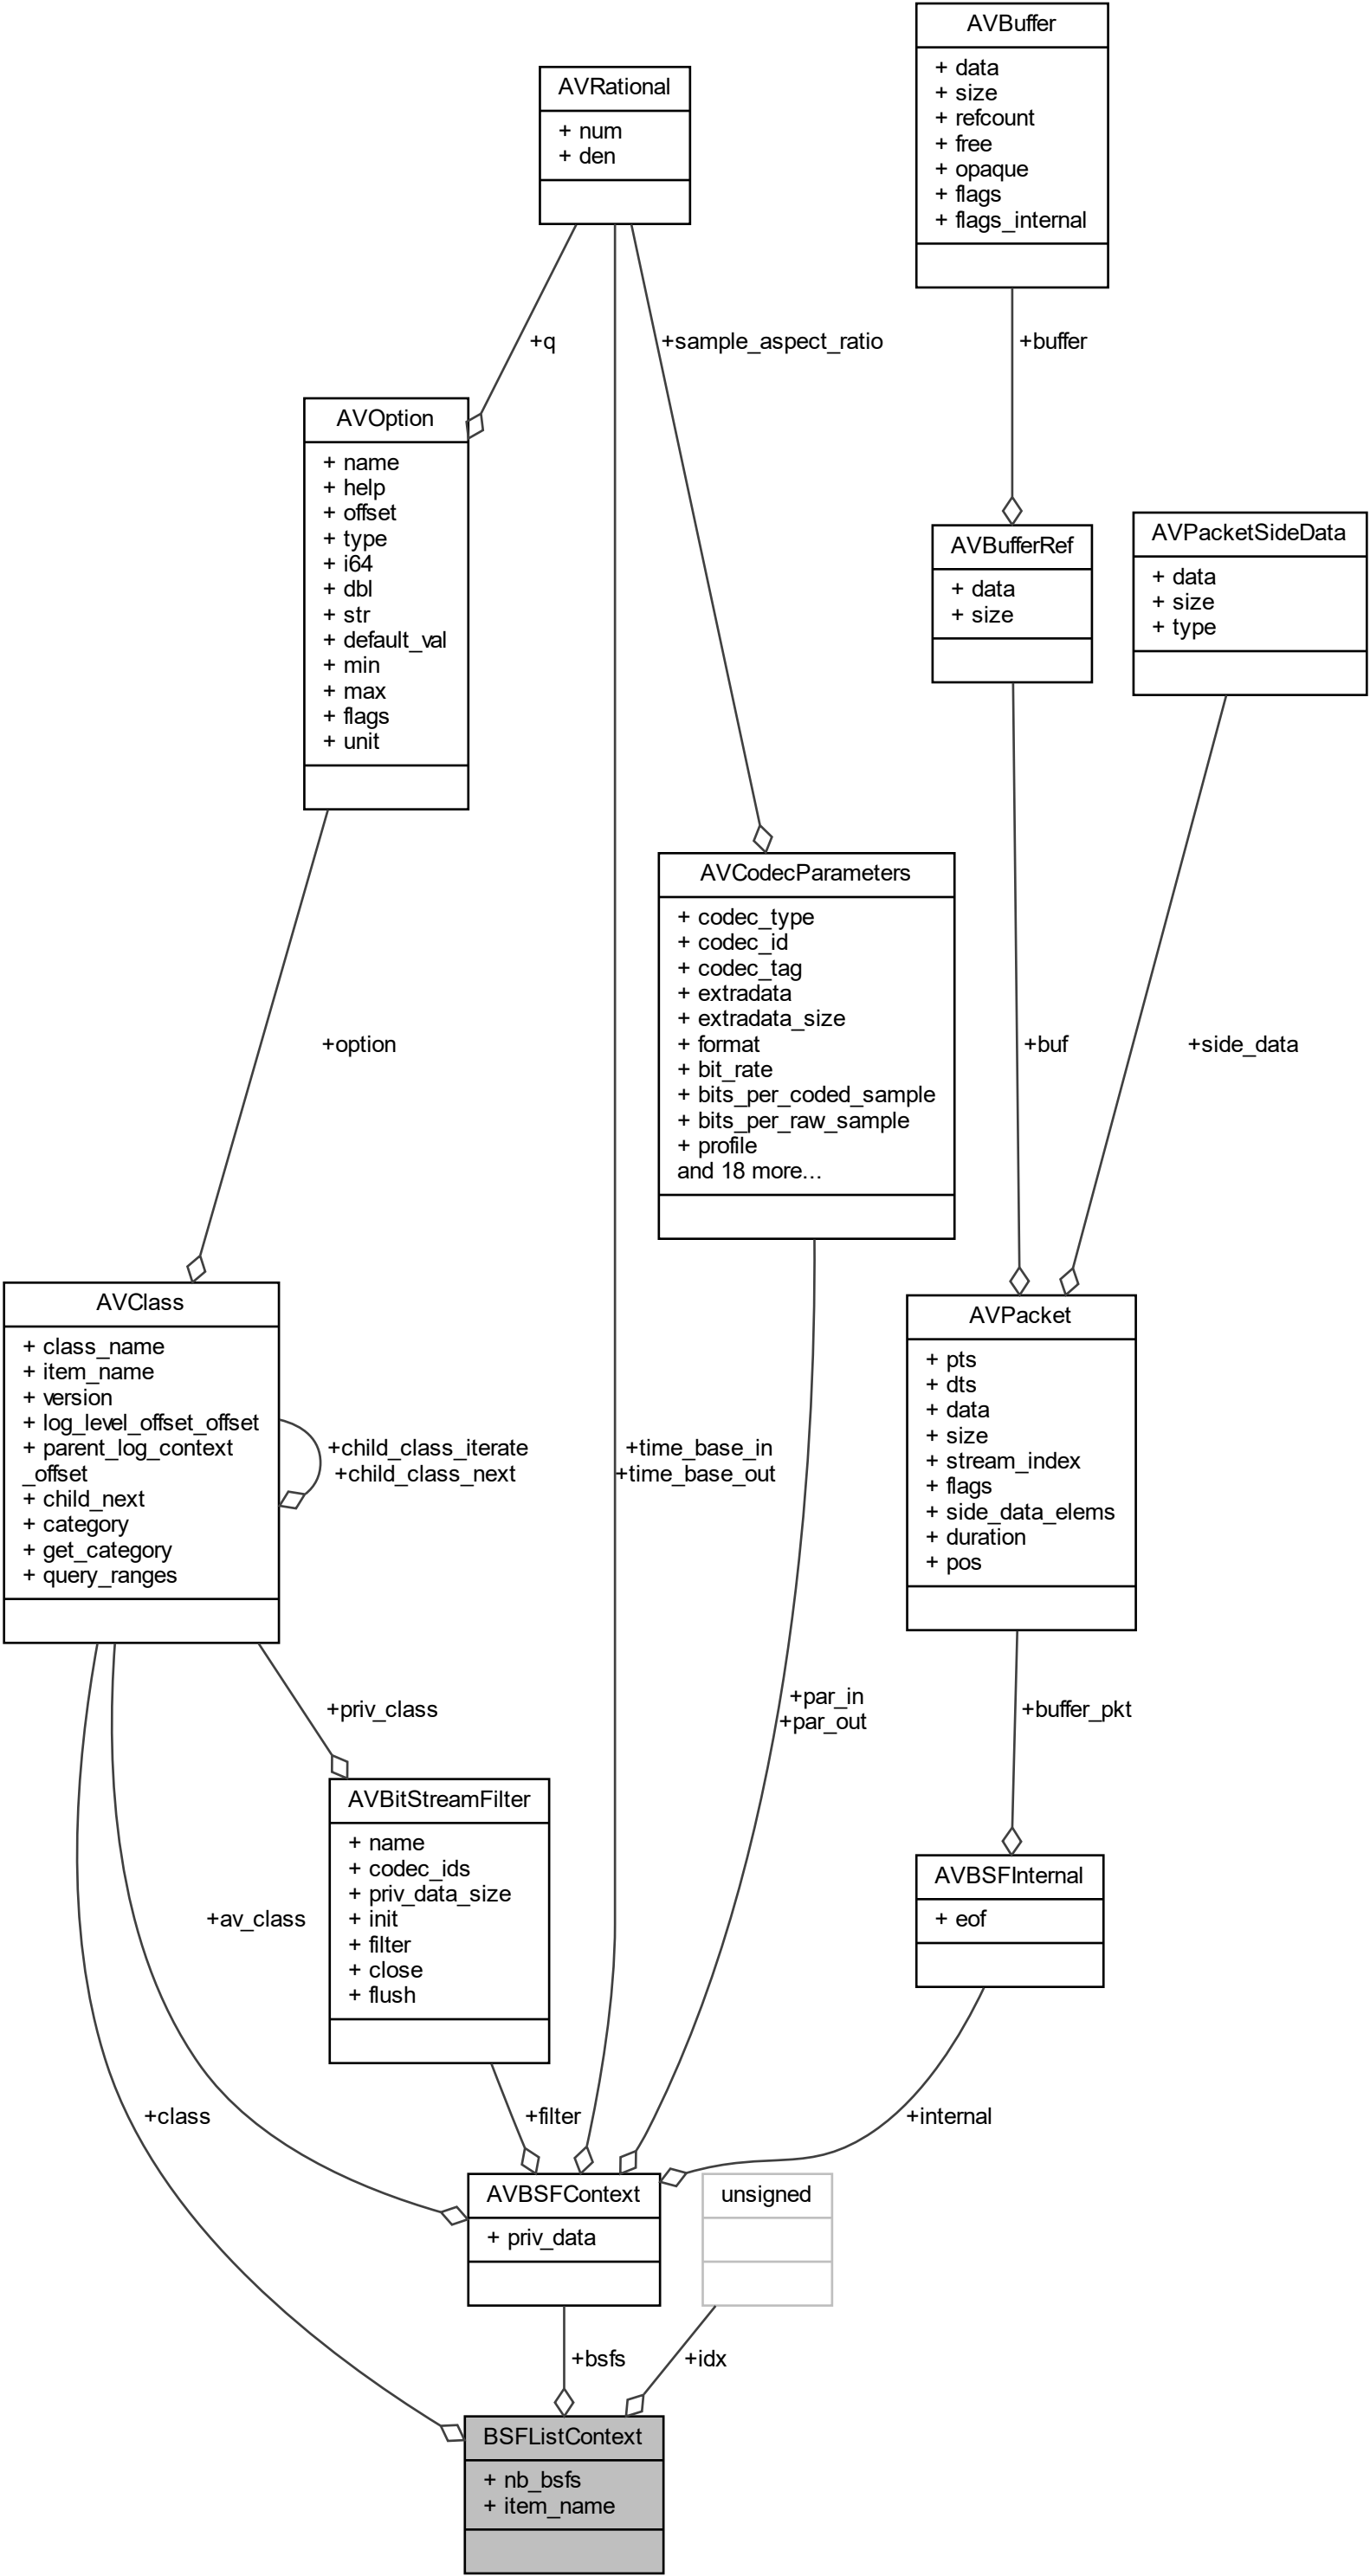 AVBuffer
+ data
+ size
+ refcount
+ free
+ opaque
+ flags
+ flags_internal
AVRational
+ num
+ den
+q
+sample_aspect_ratio
+buffer
AVOption
+ name
+ help
+ offset
+ type
+ i64
+ dbl
+ str
+ default_val
+ min
+ max
+ flags
+ unit
AVBufferRef
+ data
+ size
AVPacketSideData
+ data
+ size
+ type
AVCodecParameters
+ codec_type
+ codec_id
+ codec_tag
+ extradata
+ extradata_size
+ format
+ bit_rate
+ bits_per_coded_sample
+ bits_per_raw_sample
+ profile
and 18 more...
+option
+buf
+side_data
AVClass
+ class_name
+ item_name
+ version
+ log_level_offset_offset
+ parent_log_context
_offset
+ child_next
+ category
+ get_category
+ query_ranges
+child_class_iterate
+child_class_next
+time_base_in
+time_base_out
AVPacket
+ pts
+ dts
+ data
+ size
+ stream_index
+ flags
+ side_data_elems
+ duration
+ pos
+priv_class
+par_in
+par_out
+buffer_pkt
AVBitStreamFilter
+ name
+ codec_ids
+ priv_data_size
+ init
+ filter
+ close
+ flush
AVBSFInternal
+ eof
+av_class
+class
+filter
+internal
AVBSFContext
+ priv_data
unsigned
+bsfs
+idx
BSFListContext
+ nb_bsfs
+ item_name